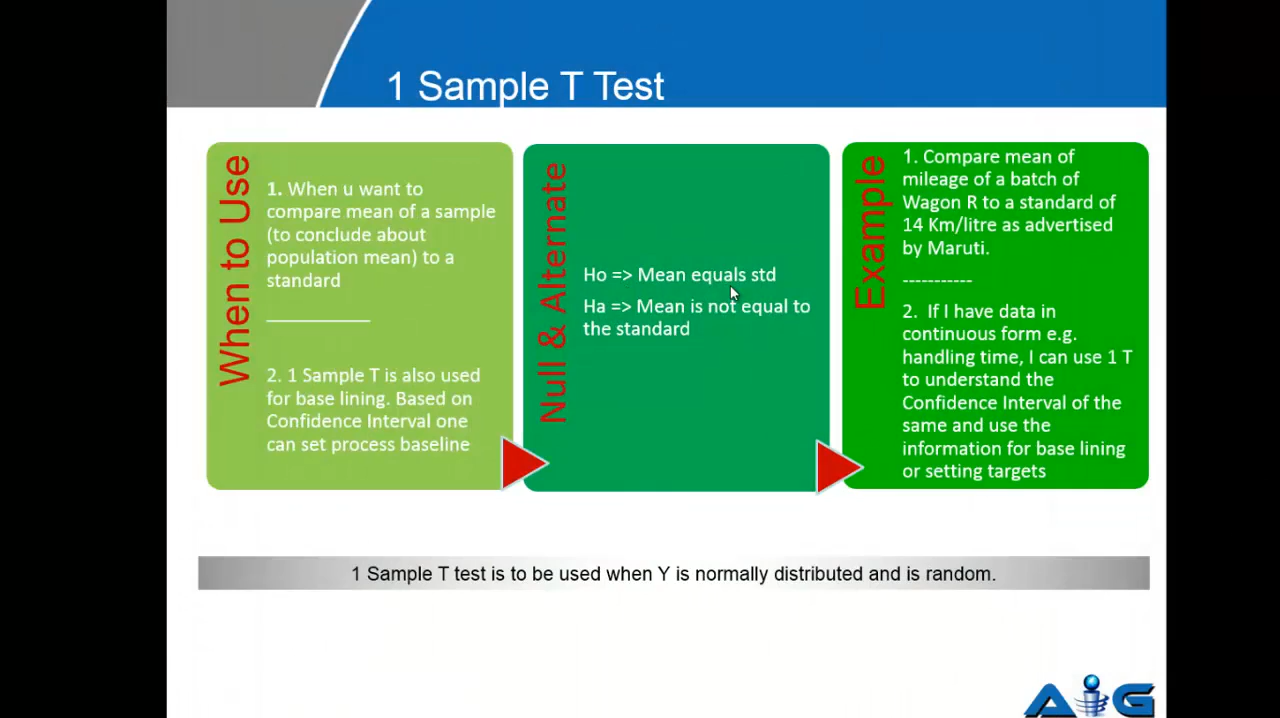 1 Sample T Test
When to Use
1. When u want to
compare mean of a sample
(to conclude about
population mean) to a
standard
____________
2. 1 Sample T is also used
for base lining. Based on
Confidence Interval one
can set process baseline
Null & Alternate
Ho => Mean equals std
Ha => Mean is not equal to
the standard
Example
1. Compare mean of
mileage of a batch of
Wagon R to a standard of
14 Km/litre as advertised
by Maruti.
-----------
2. If I have data in
continuous form e.g.
handling time, I can use 1 T
to understand the
Confidence Interval of the
same and use the
information for base lining
or setting targets
1 Sample T test is to be used when Y is normally distributed and is random.
AiG